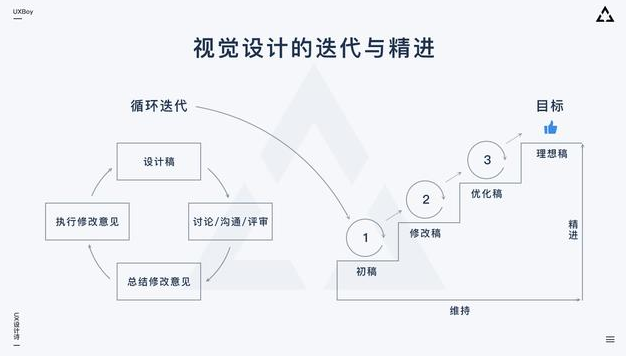 UXBoy
视觉设计的迭代与精进
循环迭代
目标
设计稿
执行修改意见
讨论/沟通/评审
总结修改意见
1
初稿
2
修改稿
3
优化稿
理想稿
精进
维持
UX设计诗